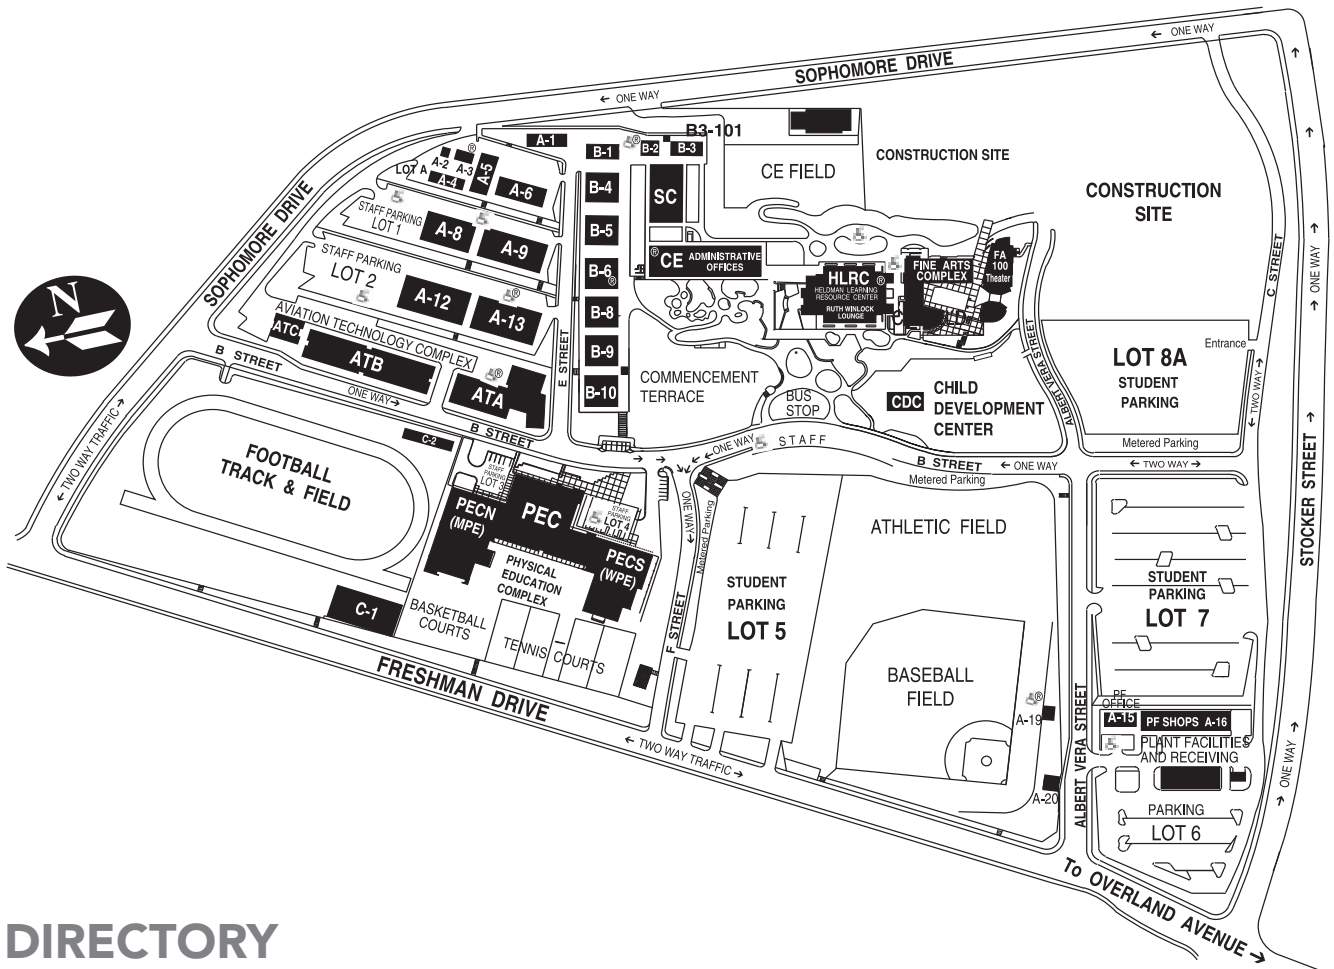 ← ONE WAY
SOPHOMORE DRIVE
← ONE WAY
B3-101
A-1
B-1
B-2
B-3
CE FIELD
CONSTRUCTION SITE
CONSTRUCTION
SITE
LOT A
A-2
A-3
A-4
A-5
A-6
B-4
SC
STAFF PARKING
LOT 1
A-8
A-9
B-5
SOPHOMORE DRIVE
STAFF PARKING
LOT 2
A-12
A-13
B-6
® CE ADMINISTRATIVE
OFFICES
HLRC ®
HELDMAN LEARNING
RESOURCE CENTER
RUTH WINLOCK
LOUNGE
FINE ARTS
COMPLEX
FA
100
Theater
C STREET
ONE WAY
N
AVIATION TECHNOLOGY COMPLEX
ATC
ATB
ATA
B-8
B-9
B-10
E STREET
B STREET
ONE WAY →
B STREET
C-2
COMMENCEMENT
TERRACE
BUS
STOP
CDC
CHILD
DEVELOPMENT
CENTER
ALBERT VERA STREET
LOT 8A
STUDENT
PARKING
Entrance
← TWO WAY →
Metered Parking
← TWO WAY →
← ONE WAY
STAFF
B STREET
← ONE WAY
Metered Parking
STOCKER STREET
← TWO WAY TRAFFIC →
FOOTBALL
TRACK & FIELD
STAFF
PARKING
LOT 3
PECN
(MPE)
PEC
STAFF
PARKING
LOT 4
PECS
(WPE)
PHYSICAL
EDUCATION
COMPLEX
ONE WAY →
Metered Parking
F STREET
STUDENT
PARKING
LOT 5
ATHLETIC FIELD
STUDENT
PARKING
LOT 7
C-1
BASKETBALL
COURTS
TENNIS COURTS
FRESHMAN DRIVE
← TWO WAY TRAFFIC →
BASEBALL
FIELD
A-19
A-20
ALBERT VERA STREET
PF
OFFICE
A-15
PF SHOPS A-16
PLANT FACILITIES
AND RECEIVING
PARKING
LOT 6
ONE WAY →
To OVERLAND AVENUE →
DIRECTORY